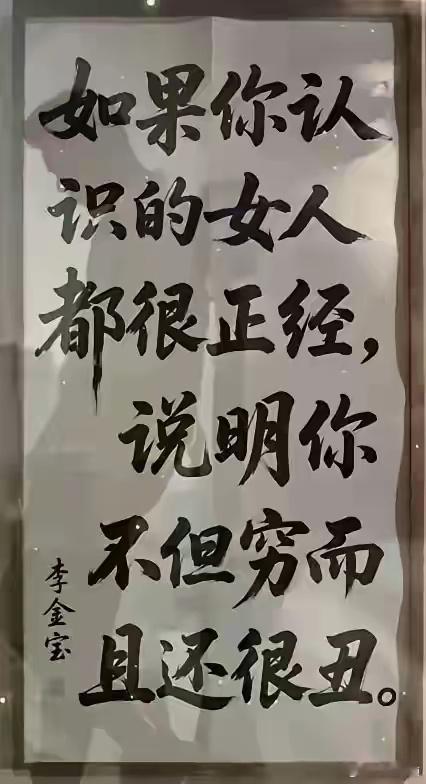 如果你认
识的女人
都很正经，
说明你
不但穷而
且还很丑。
李金宝